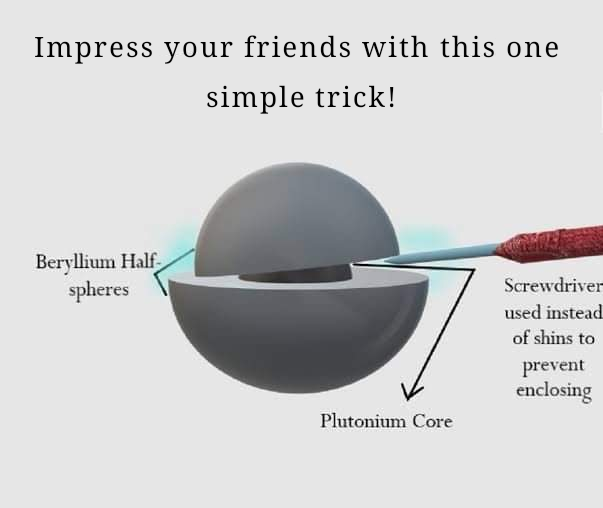 Impress your friends with this one
simple trick!
Beryllium Half-
spheres
Screwdriver
used instead
of shins to
prevent
enclosing
Plutonium Core